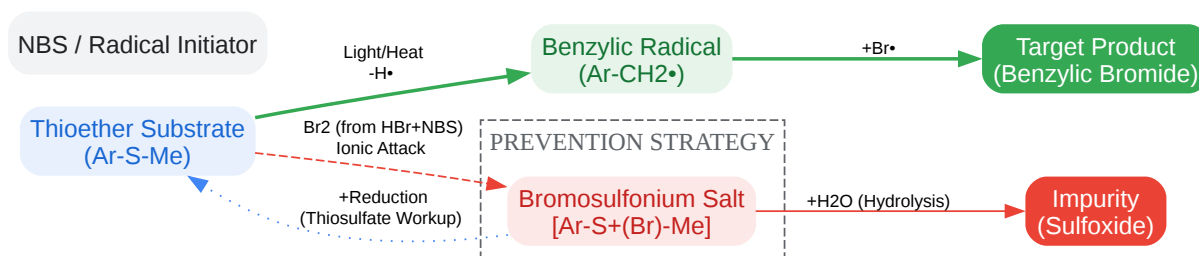 NBS / Radical Initiator
Thioether Substrate
(Ar-S-Me)
Light/Heat
-H•
Benzylic Radical
(Ar-CH2•)
+Br•
Target Product
(Benzylic Bromide)
Br2 (from HBr+NBS)
Ionic Attack
PREVENTION STRATEGY
+Reduction
(Thiosulfate Workup)
Bromosulfonium Salt
[Ar-S+(Br)-Me]
+H2O (Hydrolysis)
Impurity
(Sulfoxide)